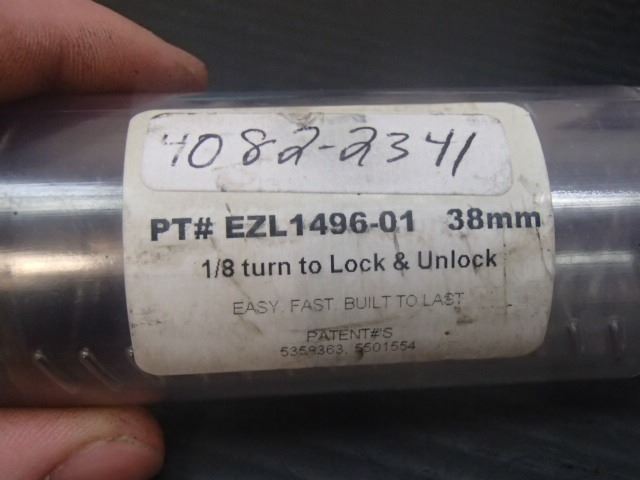 4082-2341
PT# EZL1496-01 38mm
1/8 turn to Lock & Unlock
EASY. FAST. BUILT TO LAST
PATENT#'S
5358363, 5501554